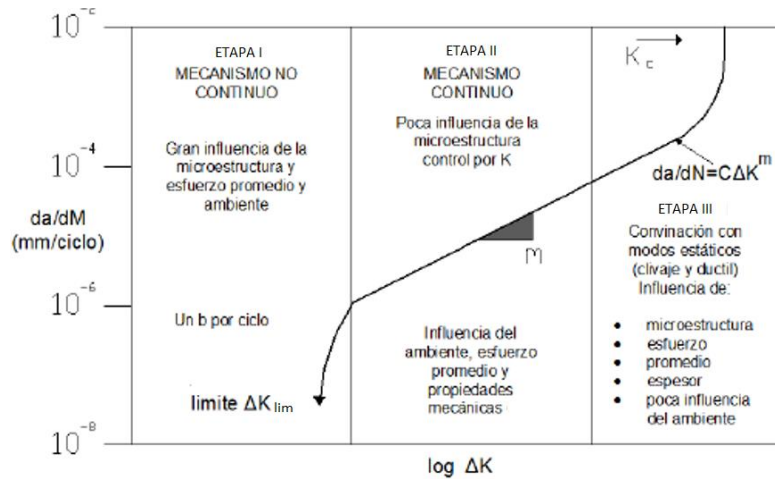 10⁻ᶜ
ETAPA I
MECANISMO NO
CONTINUO
Gran influencia de la
microestructura y
esfuerzo promedio y
ambiente
Un b por ciclo
limite ΔK lim
ETAPA II
MECANISMO
CONTINUO
Poca influencia de la
microestructura
control por K
m
Influencia del
ambiente, esfuerzo
promedio y
propiedades
mecánicas
K c
da/dN=CΔK^m
ETAPA III
Convinación con
modos estáticos
(clivaje y ductil)
Influencia de:
• microestructura
• esfuerzo
• promedio
• espesor
• poca influencia
del ambiente
10⁻⁴
da/dM
(mm/ciclo)
10⁻⁶
10⁻⁸
log ΔK